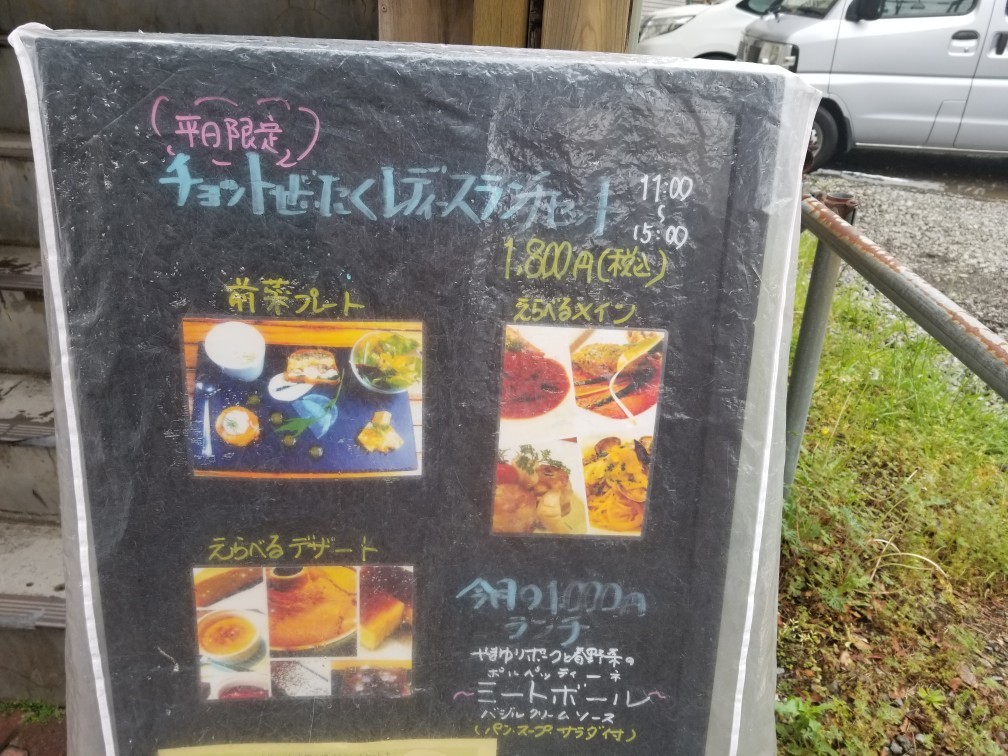 平日限定
チョットぜいたくレディースランチセット
11:00
〜
15:00
1,800円(税込)
前菜プレート
えらべるメイン
えらべるデザート
今月の1000円
ランチ
やまゆりポークと春野菜の
ポルペッティーネ
〜ミートボール〜
バジルクリームソース
(パン・スープ サラダ付)